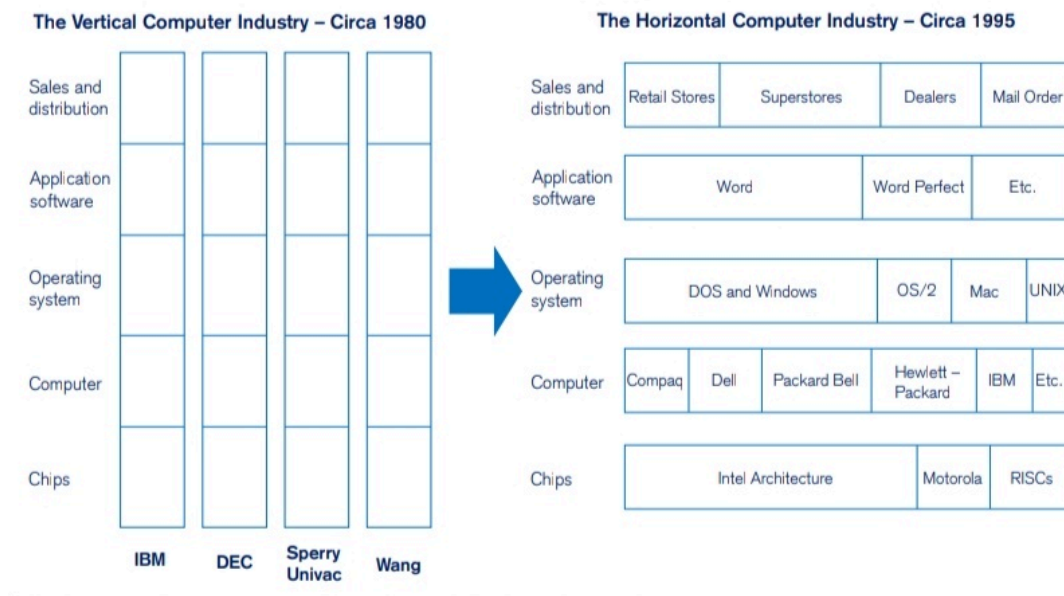 The Vertical Computer Industry – Circa 1980
Sales and
distribution
Application
software
Operating
system
Computer
Chips
IBM
DEC
Sperry
Univac
Wang
The Horizontal Computer Industry – Circa 1995
Sales and
distribution
Retail Stores
Superstores
Dealers
Mail Order
Application
software
Word
Word Perfect
Etc.
Operating
system
DOS and Windows
OS/2
Mac
UNIX
Computer
Compaq
Dell
Packard Bell
Hewlett –
Packard
IBM
Etc.
Chips
Intel Architecture
Motorola
RISCs